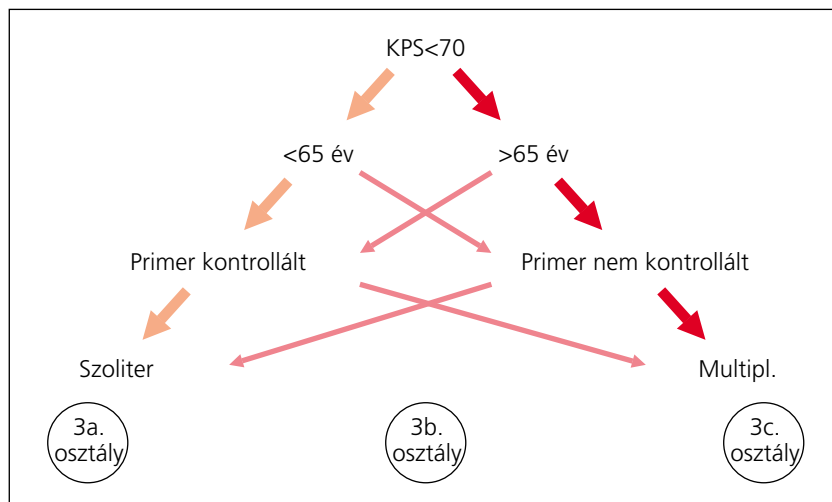 KPS<70
<65 év
>65 év
Primer kontrollált
Primer nem kontrollált
Szoliter
Multipl.
3a.
osztály
3b.
osztály
3c.
osztály